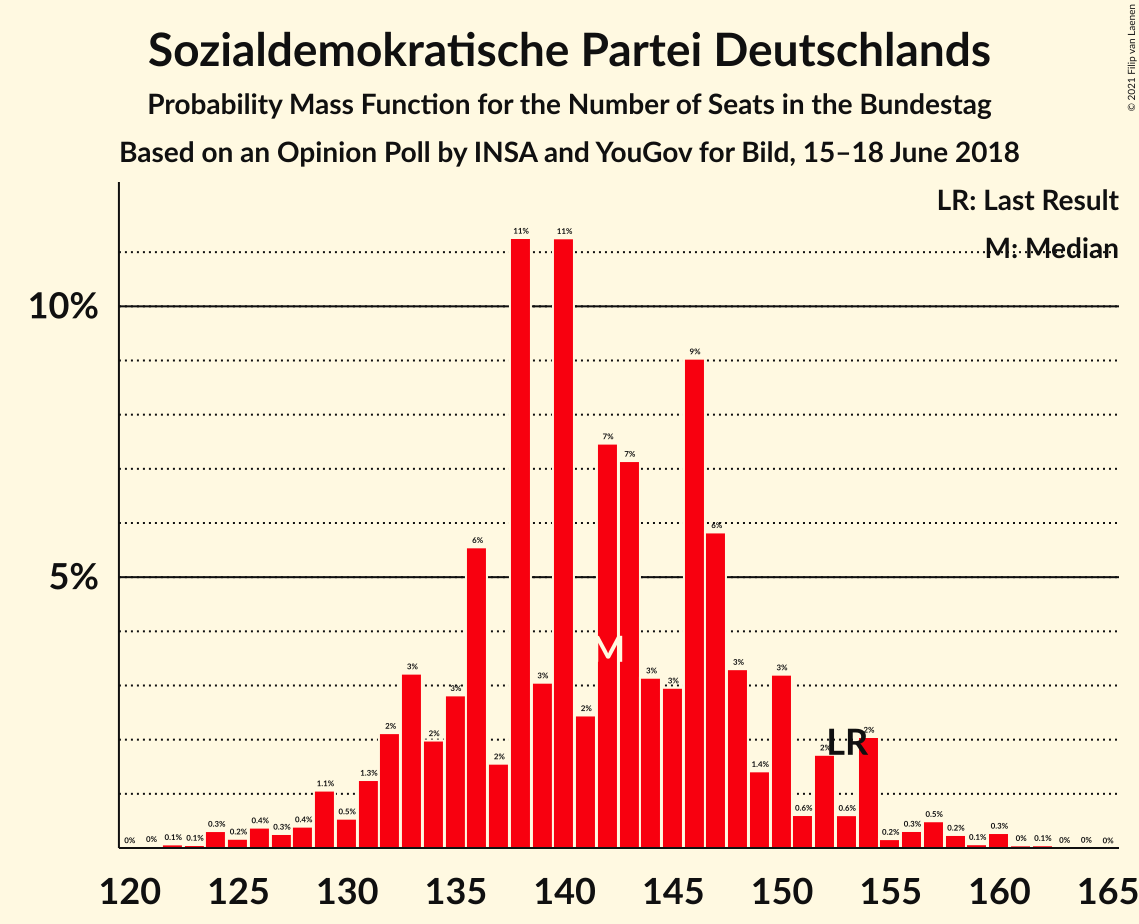 Sozialdemokratische Partei Deutschlands
Probability Mass Function for the Number of Seats in the Bundestag
Based on an Opinion Poll by INSA and YouGov for Bild, 15–18 June 2018
© 2021 Filip van Laenen
LR: Last Result
M: Median
10%
5%
0% 0% 0.1% 0.1% 0.3% 0.2% 0.4% 0.3% 0.4% 1.1% 0.5% 1.3% 2% 3% 2% 3% 6% 2% 11% 3% 11% 2% 7% 7% 3% 3% 9% 6% 3% 1.4% 3% 0.6% 2% 0.6% 2% 0.2% 0.3% 0.5% 0.2% 0.1% 0.3% 0% 0.1% 0% 0% 0%
M
LR
120 125 130 135 140 145 150 155 160 165